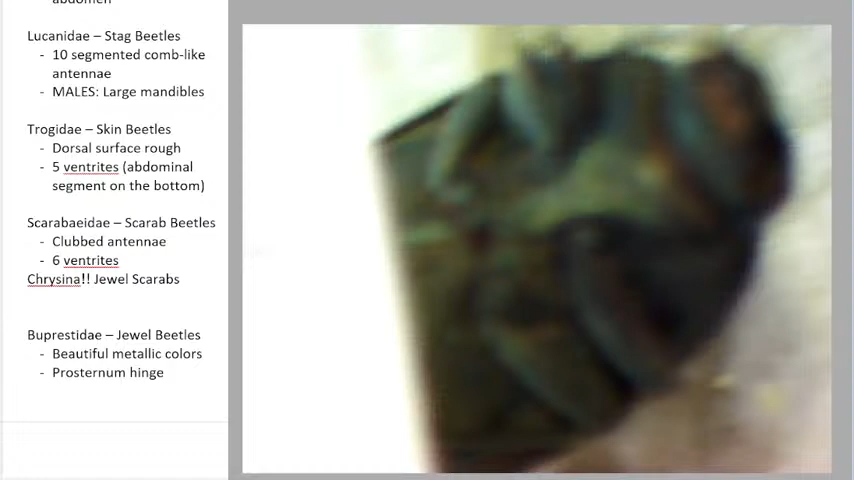 abdomen
Lucanidae – Stag Beetles
- 10 segmented comb-like
antennae
- MALES: Large mandibles
Trogidae – Skin Beetles
- Dorsal surface rough
- 5 ventrites (abdominal
segment on the bottom)
Scarabaeidae – Scarab Beetles
- Clubbed antennae
- 6 ventrites
Chrysina!! Jewel Scarabs
Buprestidae – Jewel Beetles
- Beautiful metallic colors
- Prosternum hinge